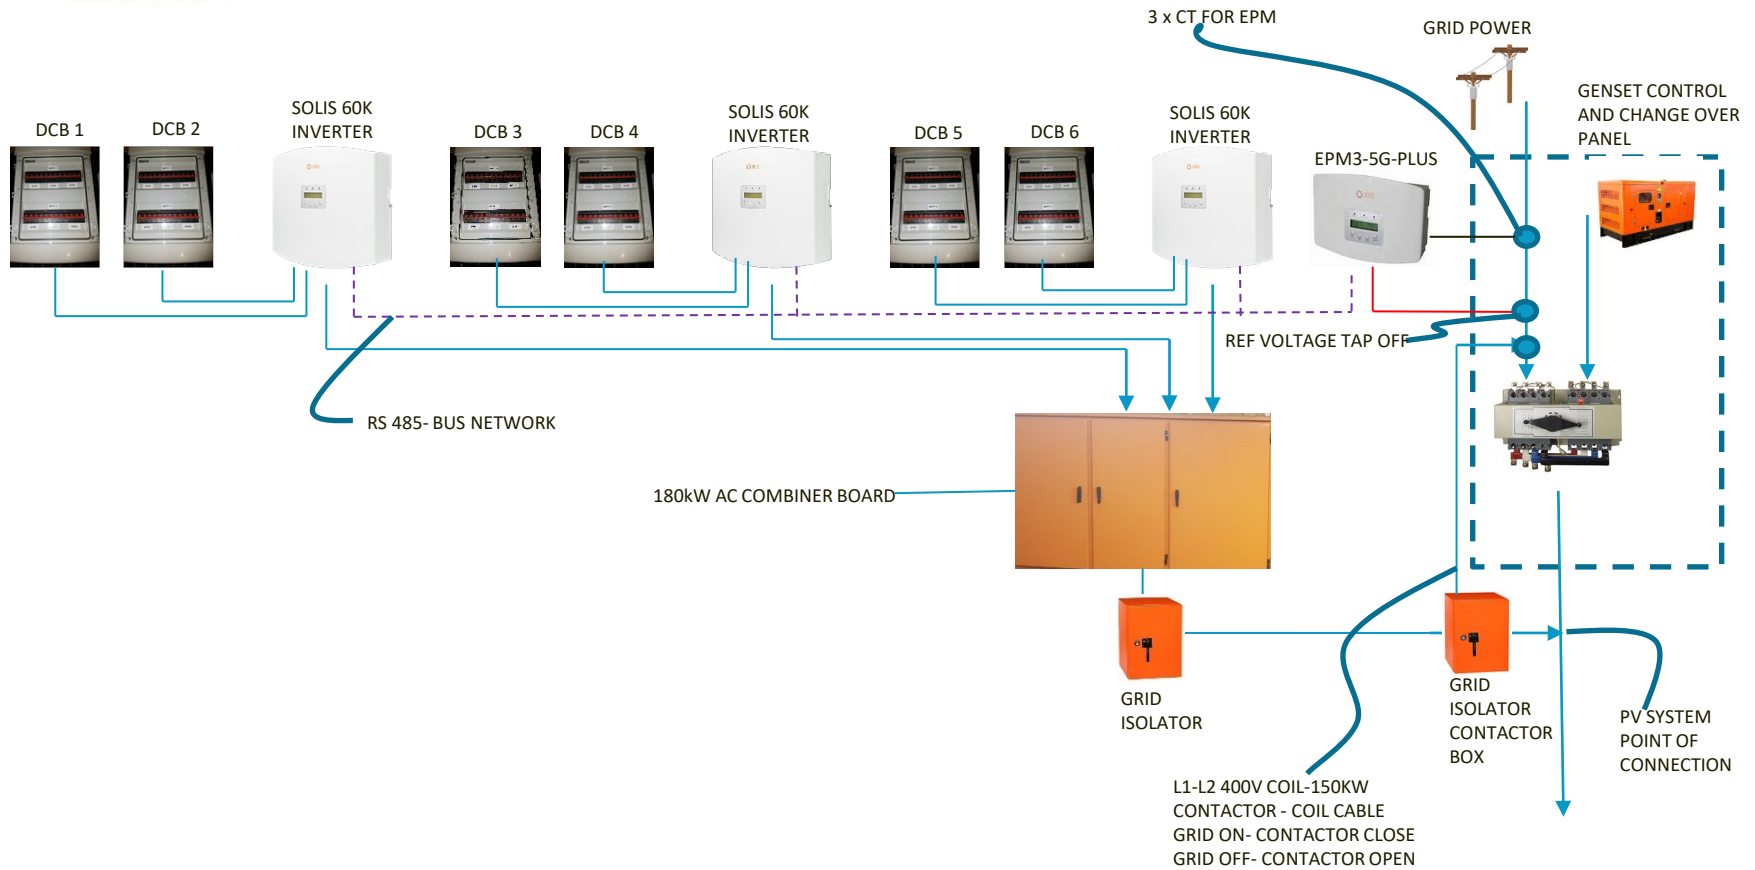 3 x CT FOR EPM
GRID POWER
GENSET CONTROL
AND CHANGE OVER
PANEL
DCB 1
DCB 2
SOLIS 60K
INVERTER
DCB 3
DCB 4
SOLIS 60K
INVERTER
DCB 5
DCB 6
SOLIS 60K
INVERTER
EPM3-5G-PLUS
REF VOLTAGE TAP OFF
RS 485- BUS NETWORK
180kW AC COMBINER BOARD
GRID
ISOLATOR
GRID
ISOLATOR
CONTACTOR
BOX
PV SYSTEM
POINT OF
CONNECTION
L1-L2 400V COIL-150KW
CONTACTOR - COIL CABLE
GRID ON- CONTACTOR CLOSE
GRID OFF- CONTACTOR OPEN